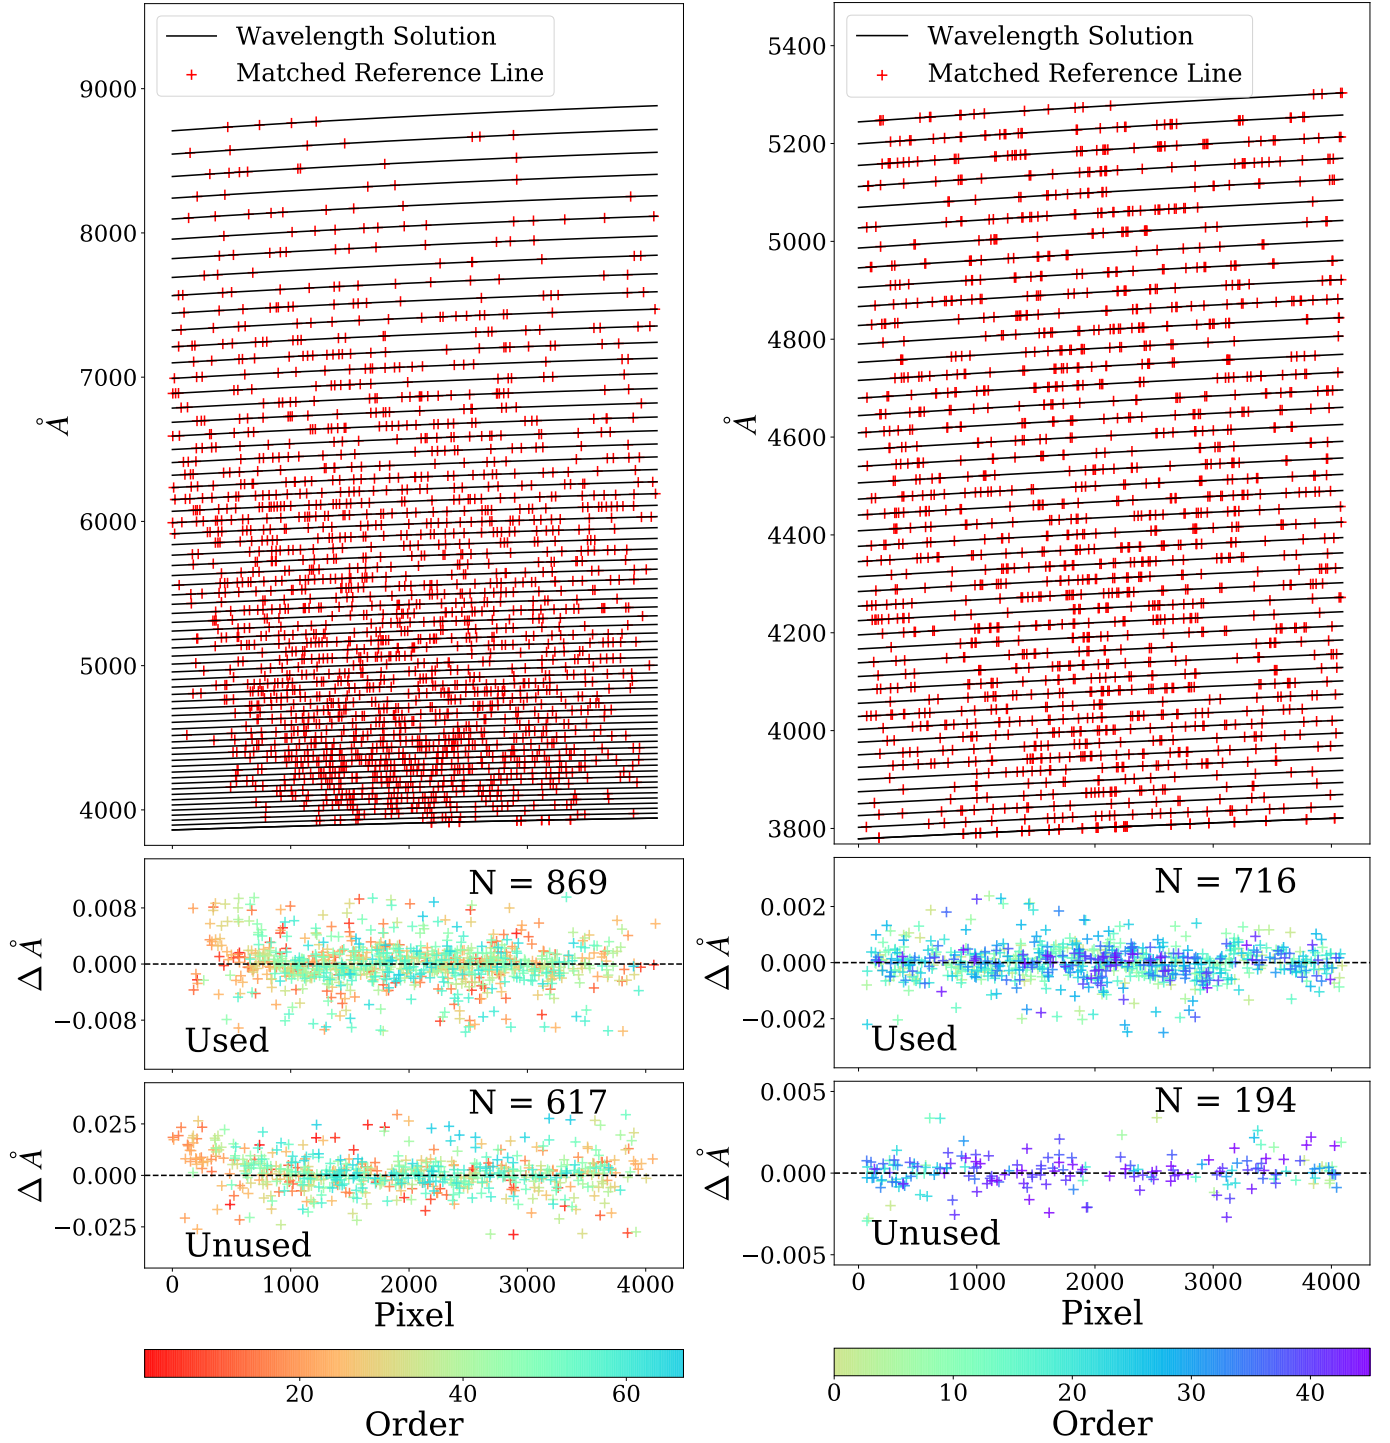 Wavelength Solution
Matched Reference Line
9000
8000
7000
6000
5000
4000
Å
N = 869
0.008
0.000
−0.008
Δ Å
Used
N = 617
0.025
0.000
−0.025
Δ Å
Unused
0 1000 2000 3000 4000
Pixel
20 40 60
Order
Wavelength Solution
Matched Reference Line
5400
5200
5000
4800
4600
4400
4200
4000
3800
Å
N = 716
0.002
0.000
−0.002
Δ Å
Used
N = 194
0.005
0.000
−0.005
Δ Å
Unused
0 1000 2000 3000 4000
Pixel
0 10 20 30 40
Order